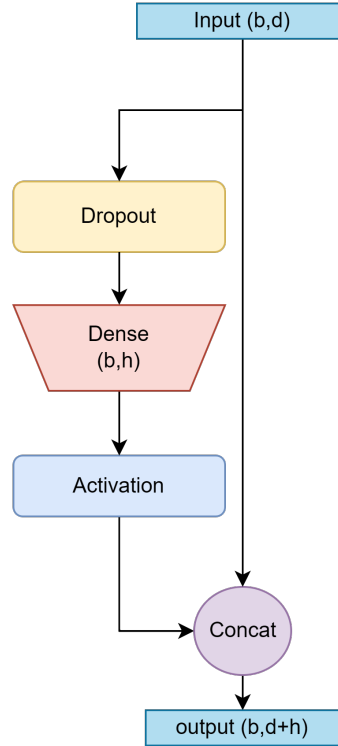 Input (b,d)
Dropout
Dense
(b,h)
Activation
Concat
output (b,d+h)